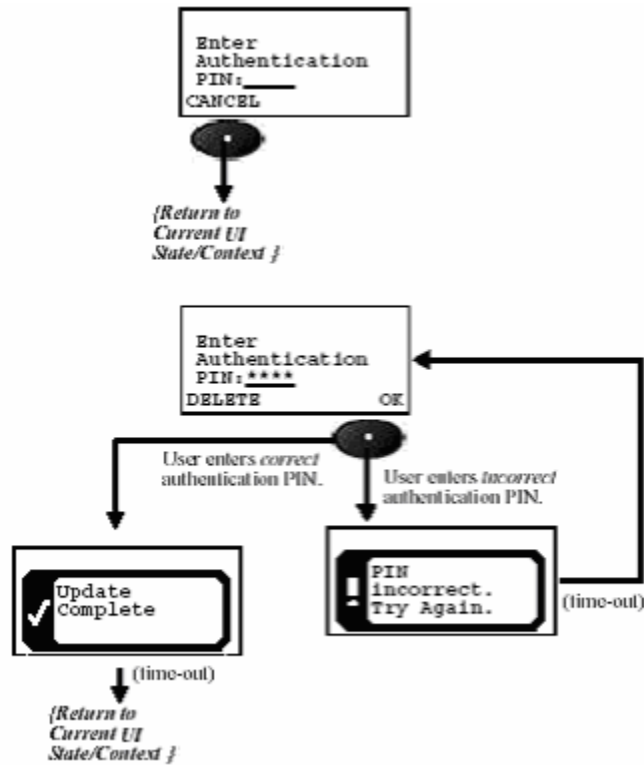 Enter
Authentication
PIN:____
CANCEL
{Return to
Current UI
State/Context }
Enter
Authentication
PIN:****
DELETE OK
User enters correct
authentication PIN.
User enters incorrect
authentication PIN.
Update
Complete
PIN
incorrect.
Try Again.
(time-out)
(time-out)
{Return to
Current UI
State/Context }